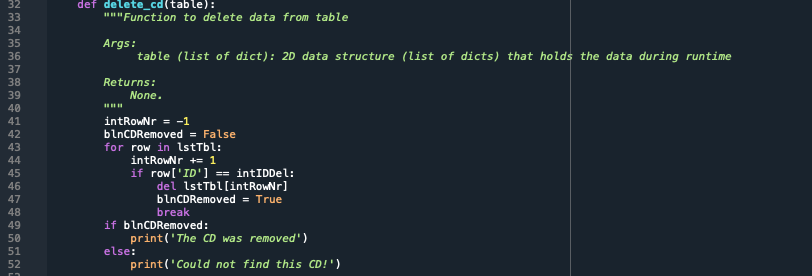 32 def delete_cd(table):
33 """Function to delete data from table
34
35 Args:
36 table (list of dict): 2D data structure (list of dicts) that holds the data during runtime
37
38 Returns:
39 None.
40 """
41 intRowNr = -1
42 blnCDRemoved = False
43 for row in lstTbl:
44 intRowNr += 1
45 if row['ID'] == intIDDel:
46 del lstTbl[intRowNr]
47 blnCDRemoved = True
48 break
49 if blnCDRemoved:
50 print('The CD was removed')
51 else:
52 print('Could not find this CD!')